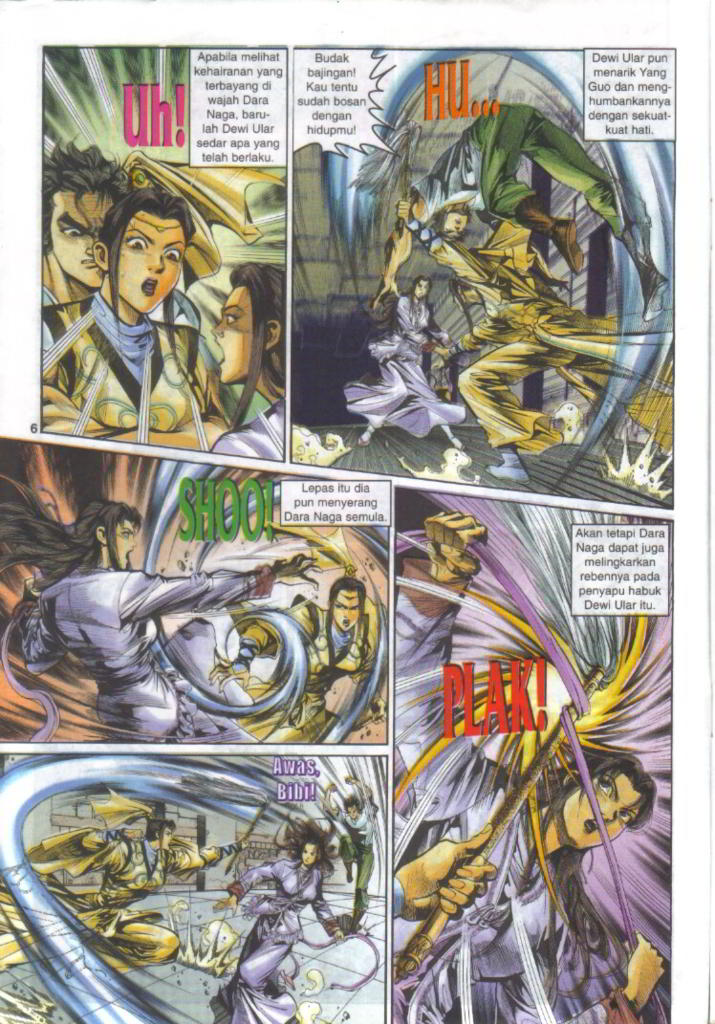 Uh!
Apabila melihat
kehairanan yang
terbayang di
wajah Dara
Naga, baru-
lah Dewi Ular
sedar apa yang
telah berlaku.
Budak
bajingan!
Kau tentu
sudah bosan
dengan
hidupmu!
HU...
Dewi Ular pun
menarik Yang
Guo dan meng-
humbankannya
dengan sekuat-
kuat hati.
6
SHOO!
Lepas itu dia
pun menyerang
Dara Naga semula.
Akan tetapi Dara
Naga dapat juga
melingkarkan
rebennya pada
penyapu habuk
Dewi Ular itu.
PLAK!
Awas,
Bibi!